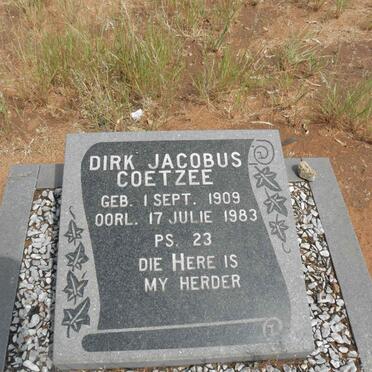 DIRK JACOBUS
COETZEE
GEB. 1 SEPT. 1909
OORL. 17 JULIE 1983
PS. 23
DIE HERE IS
MY HERDER